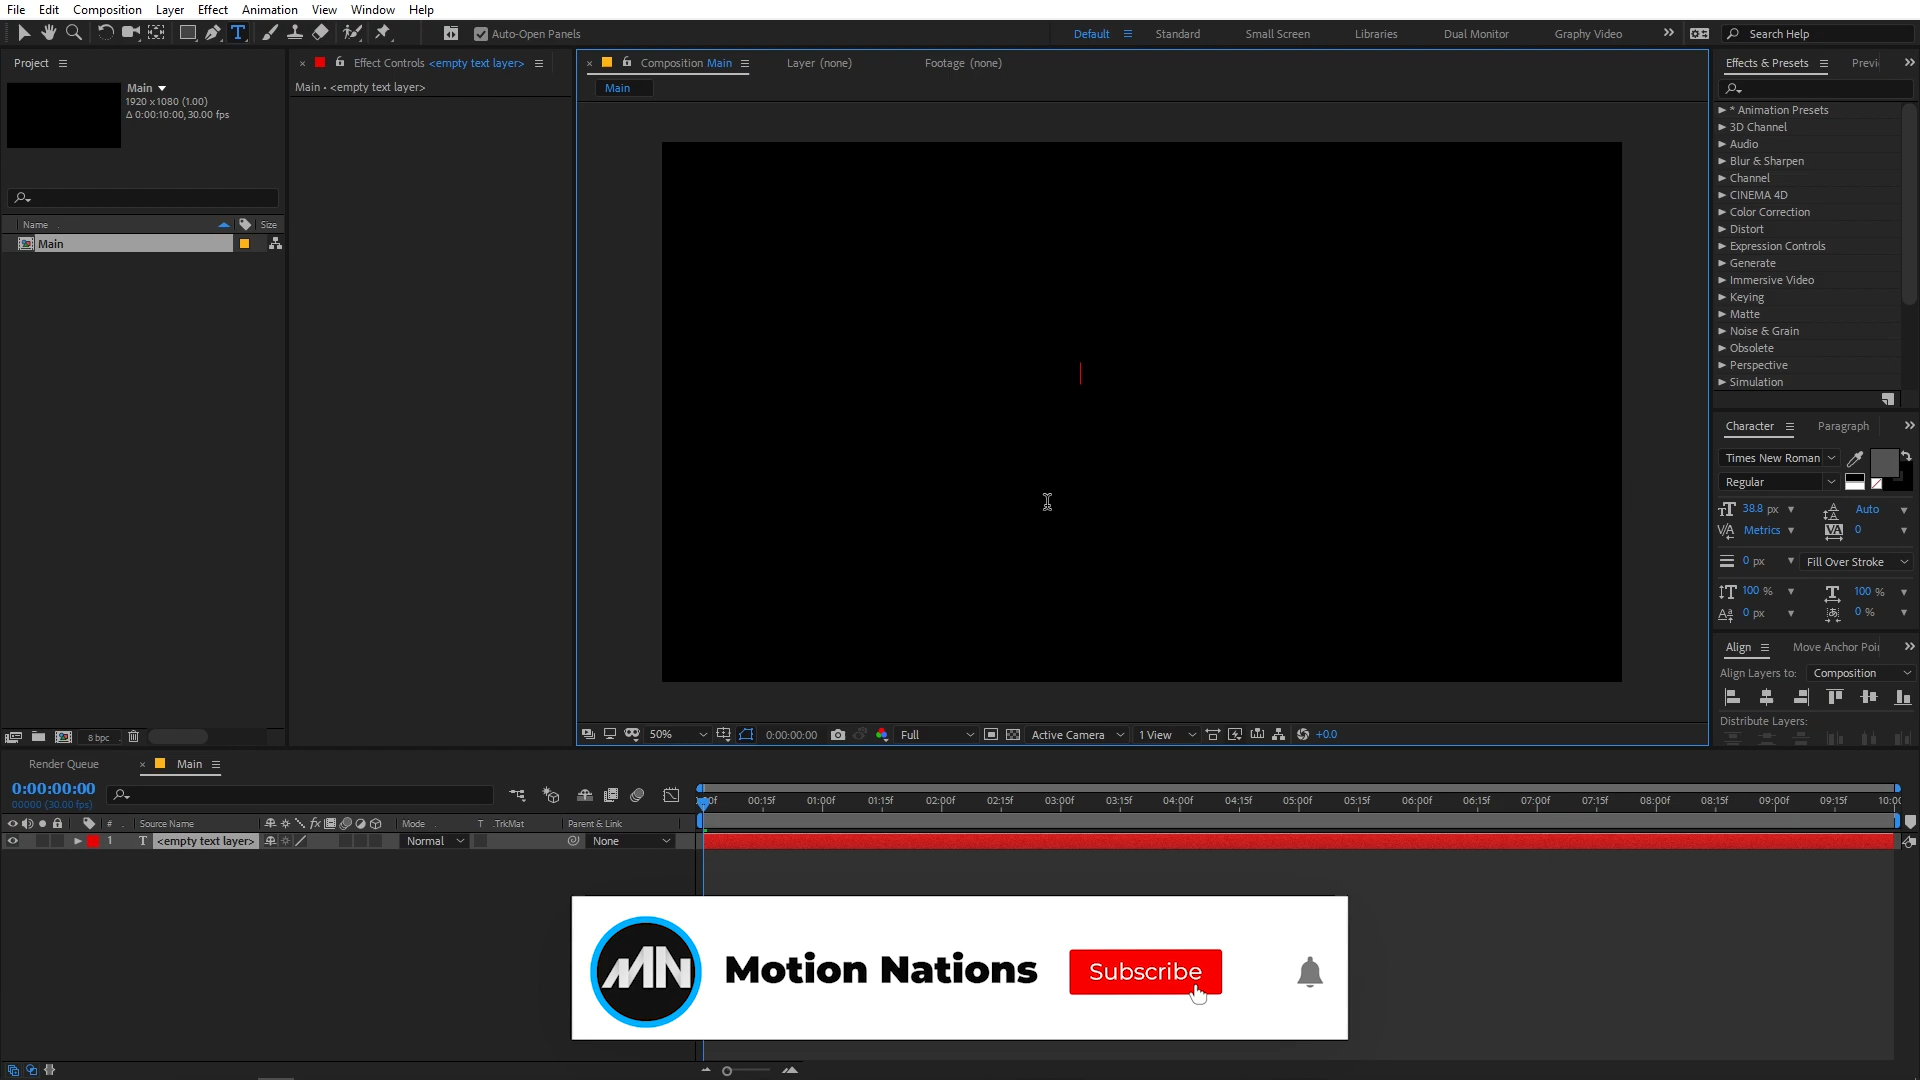 File Edit Composition Layer Effect Animation View Window Help
Auto-Open Panels
Default Standard Small Screen Libraries Dual Monitor Graphy Video Search Help
Project
Main
1920 x 1080 (1.00)
Δ 0:00:10:00, 30.00 fps
Name Size
Main
8 bpc
Effect Controls <empty text layer>
Main • <empty text layer>
Composition Main Layer (none) Footage (none)
Main
50% 0:00:00:00 Full Active Camera 1 View +0.0
Effects & Presets Previ
* Animation Presets
3D Channel
Audio
Blur & Sharpen
Channel
CINEMA 4D
Color Correction
Distort
Expression Controls
Generate
Immersive Video
Keying
Matte
Noise & Grain
Obsolete
Perspective
Simulation
Character Paragraph
Times New Roman
Regular
38.8 px Auto
Metrics 0
0 px Fill Over Stroke
100 % 100 %
0 px 0 %
Align Move Anchor Poi
Align Layers to: Composition
Distribute Layers:
Render Queue Main
0:00:00:00
00000 (30.00 fps)
00:15f 01:00f 01:15f 02:00f 02:15f 03:00f 03:15f 04:00f 04:15f 05:00f 05:15f 06:00f 06:15f 07:00f 07:15f 08:00f 08:15f 09:00f 09:15f 10:00
# Source Name Mode T .TrkMat Parent & Link
1 T <empty text layer> Normal None
MN Motion Nations Subscribe